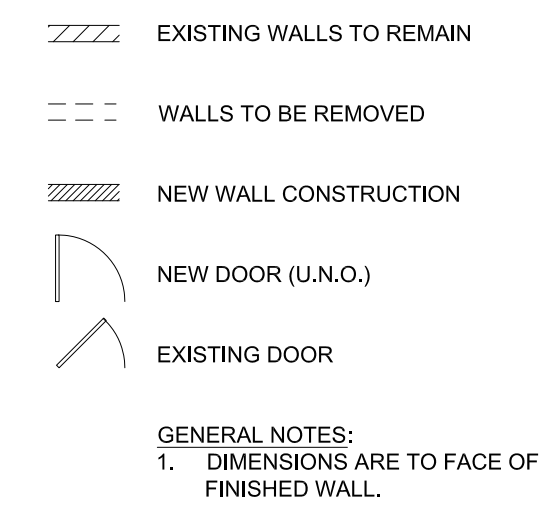 EXISTING WALLS TO REMAIN
WALLS TO BE REMOVED
NEW WALL CONSTRUCTION
NEW DOOR (U.N.O.)
EXISTING DOOR
GENERAL NOTES:
1. DIMENSIONS ARE TO FACE OF
FINISHED WALL.